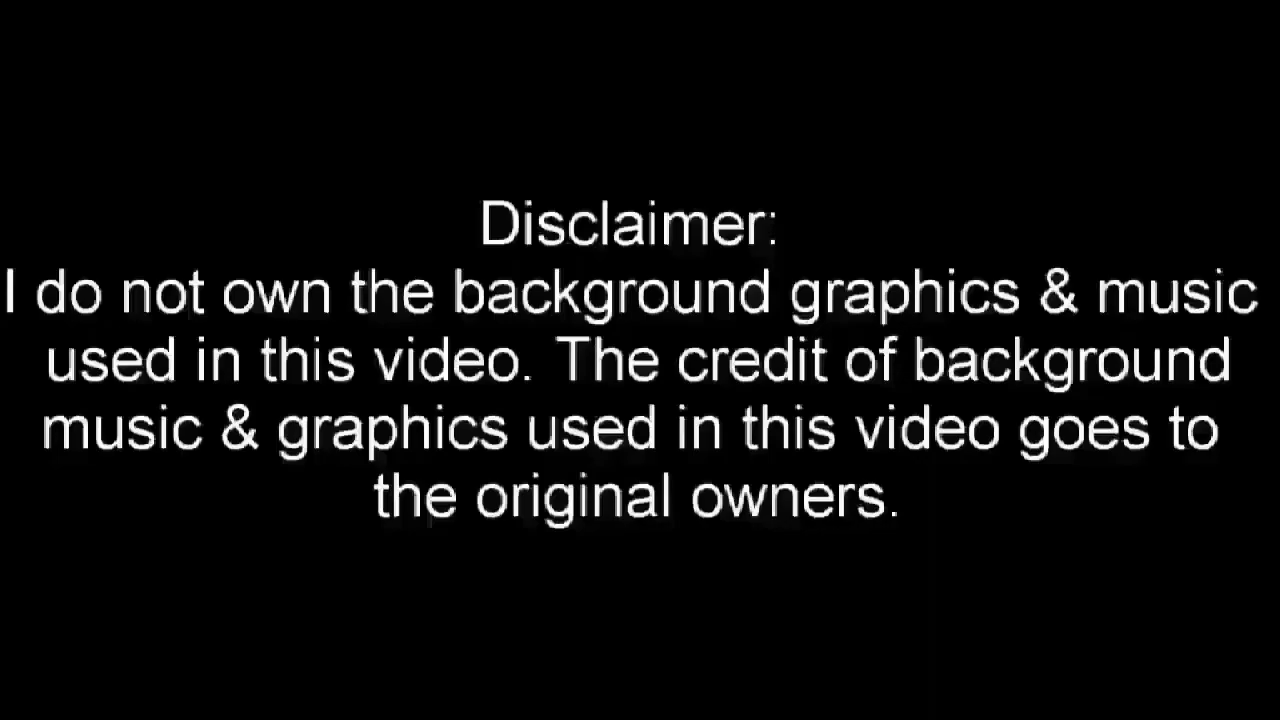 Disclaimer:
I do not own the background graphics & music
used in this video. The credit of background
music & graphics used in this video goes to
the original owners.